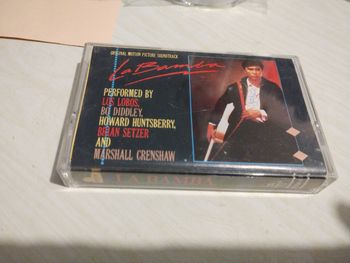 ORIGINAL MOTION PICTURE SOUNDTRACK
La Bamba
PERFORMED BY
LOS LOBOS,
BO DIDDLEY,
HOWARD HUNTSBERRY,
BRIAN SETZER
AND
MARSHALL CRENSHAW
LA BAMBA